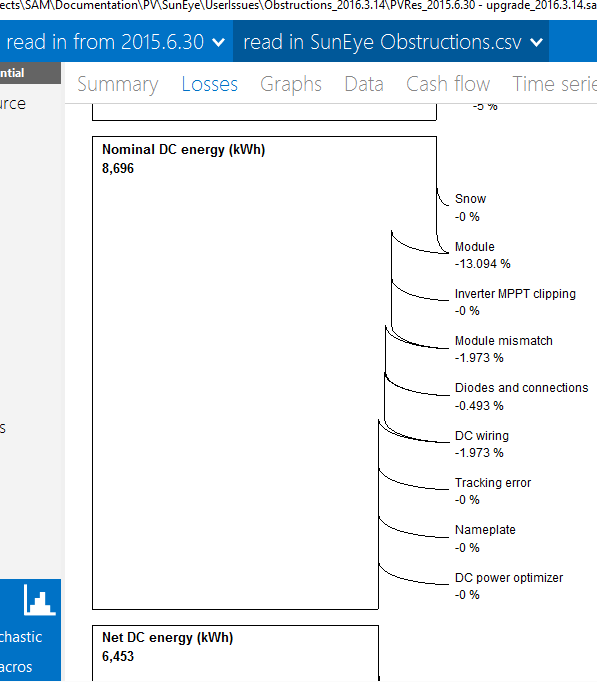 ects\SAM\Documentation\PV\SunEye\UserIssues\Obstructions_2016.3.14\PVRes_2015.6.30 - upgrade_2016.3.14.sa
read in from 2015.6.30 read in SunEye Obstructions.csv
ential
Summary Losses Graphs Data Cash flow Time serie
urce
-5 %
Nominal DC energy (kWh)
8,696
Snow
-0 %
Module
-13.094 %
Inverter MPPT clipping
-0 %
Module mismatch
-1.973 %
Diodes and connections
-0.493 %
s
DC wiring
-1.973 %
Tracking error
-0 %
Nameplate
-0 %
DC power optimizer
-0 %
chastic
Net DC energy (kWh)
6,453
acros